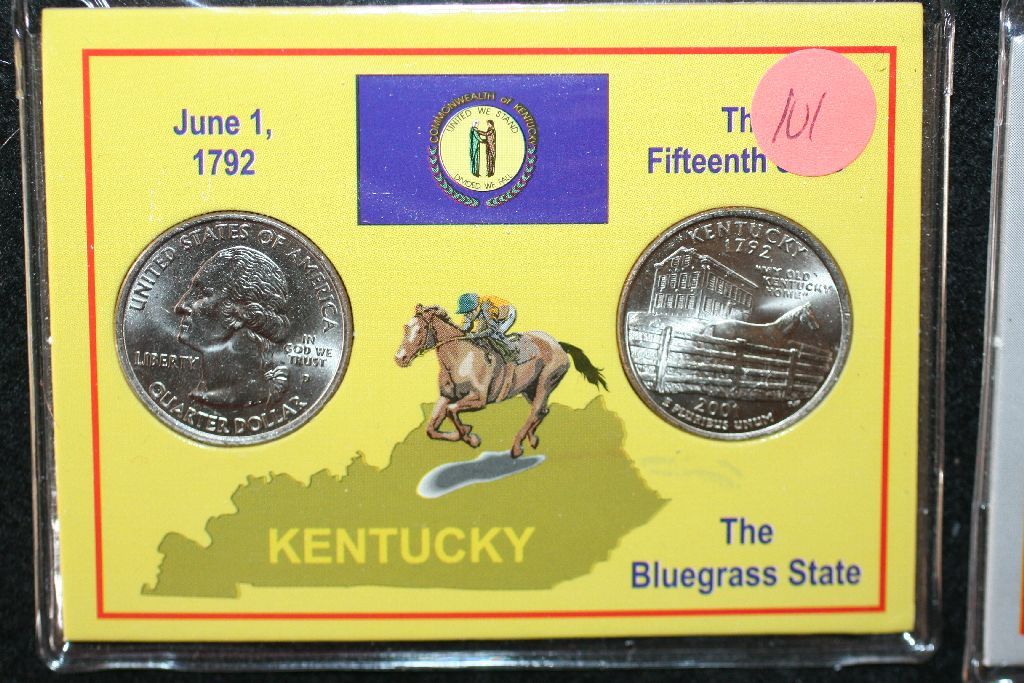 June 1,
1792
COMMONWEALTH of KENTUCKY
UNITED WE STAND
DIVIDED WE FALL
101
Fifteenth
UNITED STATES OF AMERICA
LIBERTY
IN
GOD WE
TRUST
P
QUARTER DOLLAR
KENTUCKY
1792
"MY OLD
KENTUCKY
HOME"
2001
E PLURIBUS UNUM
KENTUCKY
The
Bluegrass State